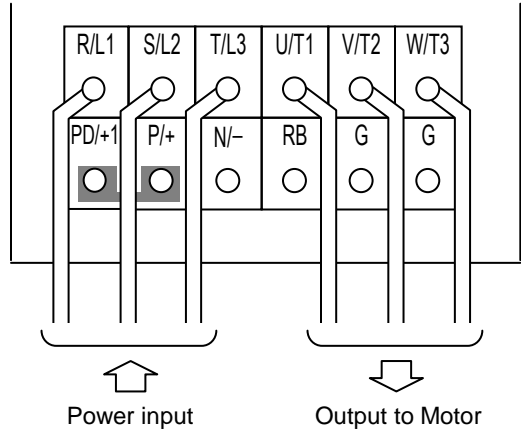 R/L1 S/L2 T/L3 U/T1 V/T2 W/T3
PD/+1 P/+ N/– RB G G
Power input Output to Motor